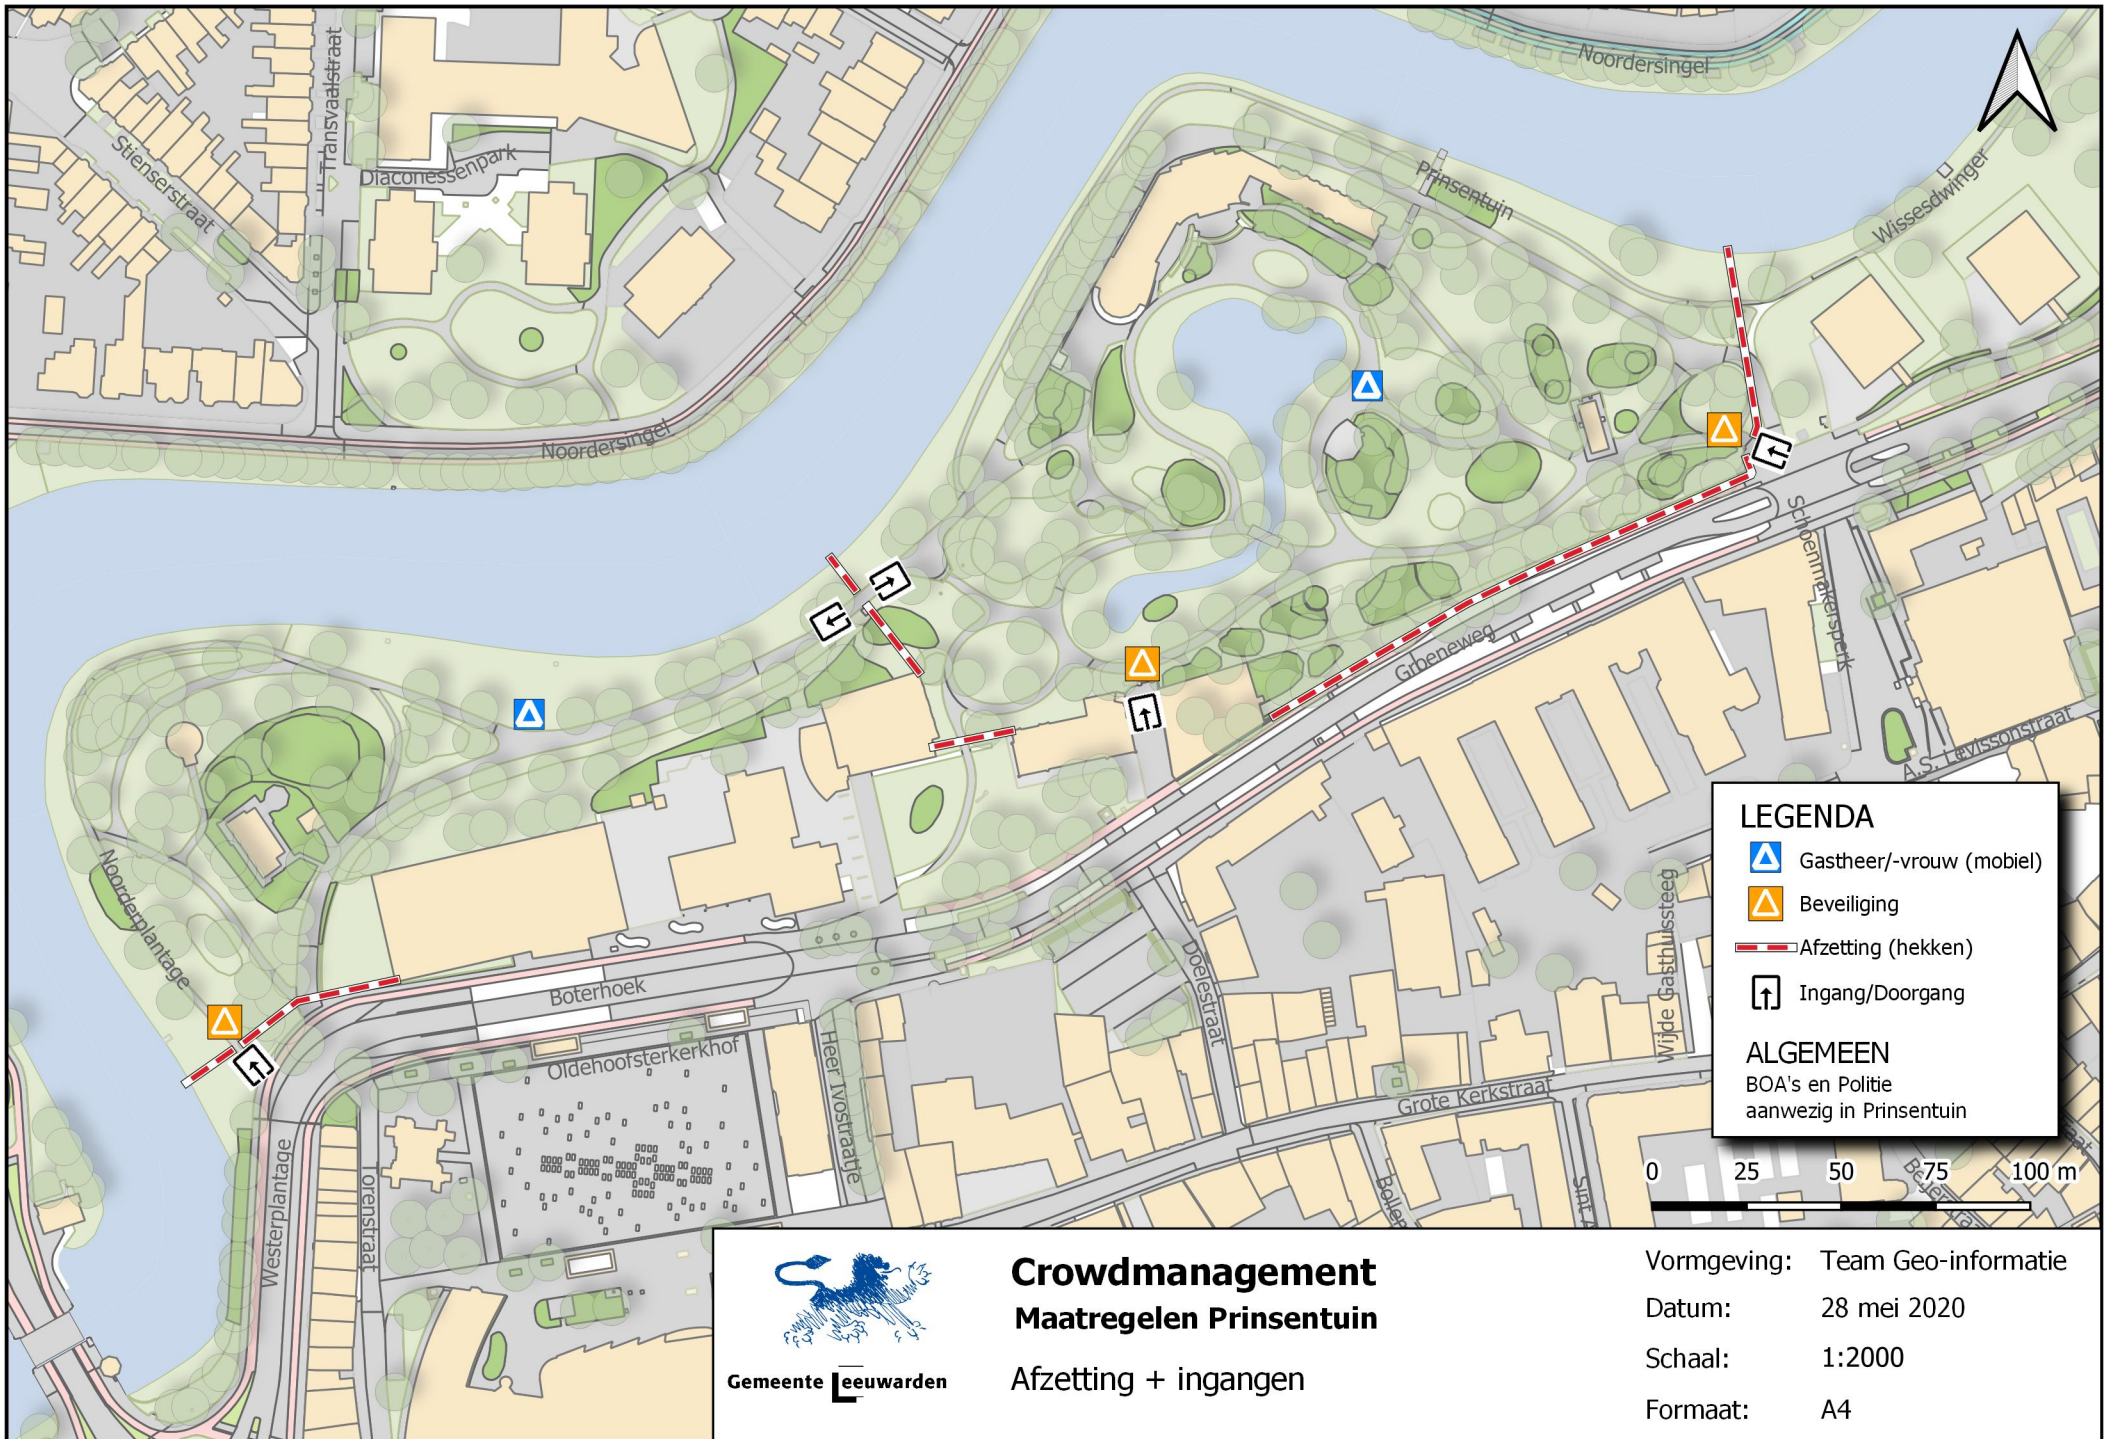 Noordersingel
Transvaalstraat
Stienserstraat
Diaconessenpark
Prinsentuin
Wissesdwinger
Noordersingel
Schoenmakersperk
Groeneweg
A.S. Levissonstraat
Noorderplantage
Boterhoek
Doelestraat
Wijde Gasthuissteeg
Oldehoofsterkerkhof
Heer Ivostraatje
Grote Kerkstraat
Westerplantage
Torenstraat
LEGENDA
Gastheer/-vrouw (mobiel)
Beveiliging
Afzetting (hekken)
Ingang/Doorgang
ALGEMEEN
BOA's en Politie
aanwezig in Prinsentuin
0 25 50 75 100 m
Gemeente Leeuwarden
Crowdmanagement
Maatregelen Prinsentuin
Afzetting + ingangen
Vormgeving: Team Geo-informatie
Datum: 28 mei 2020
Schaal: 1:2000
Formaat: A4